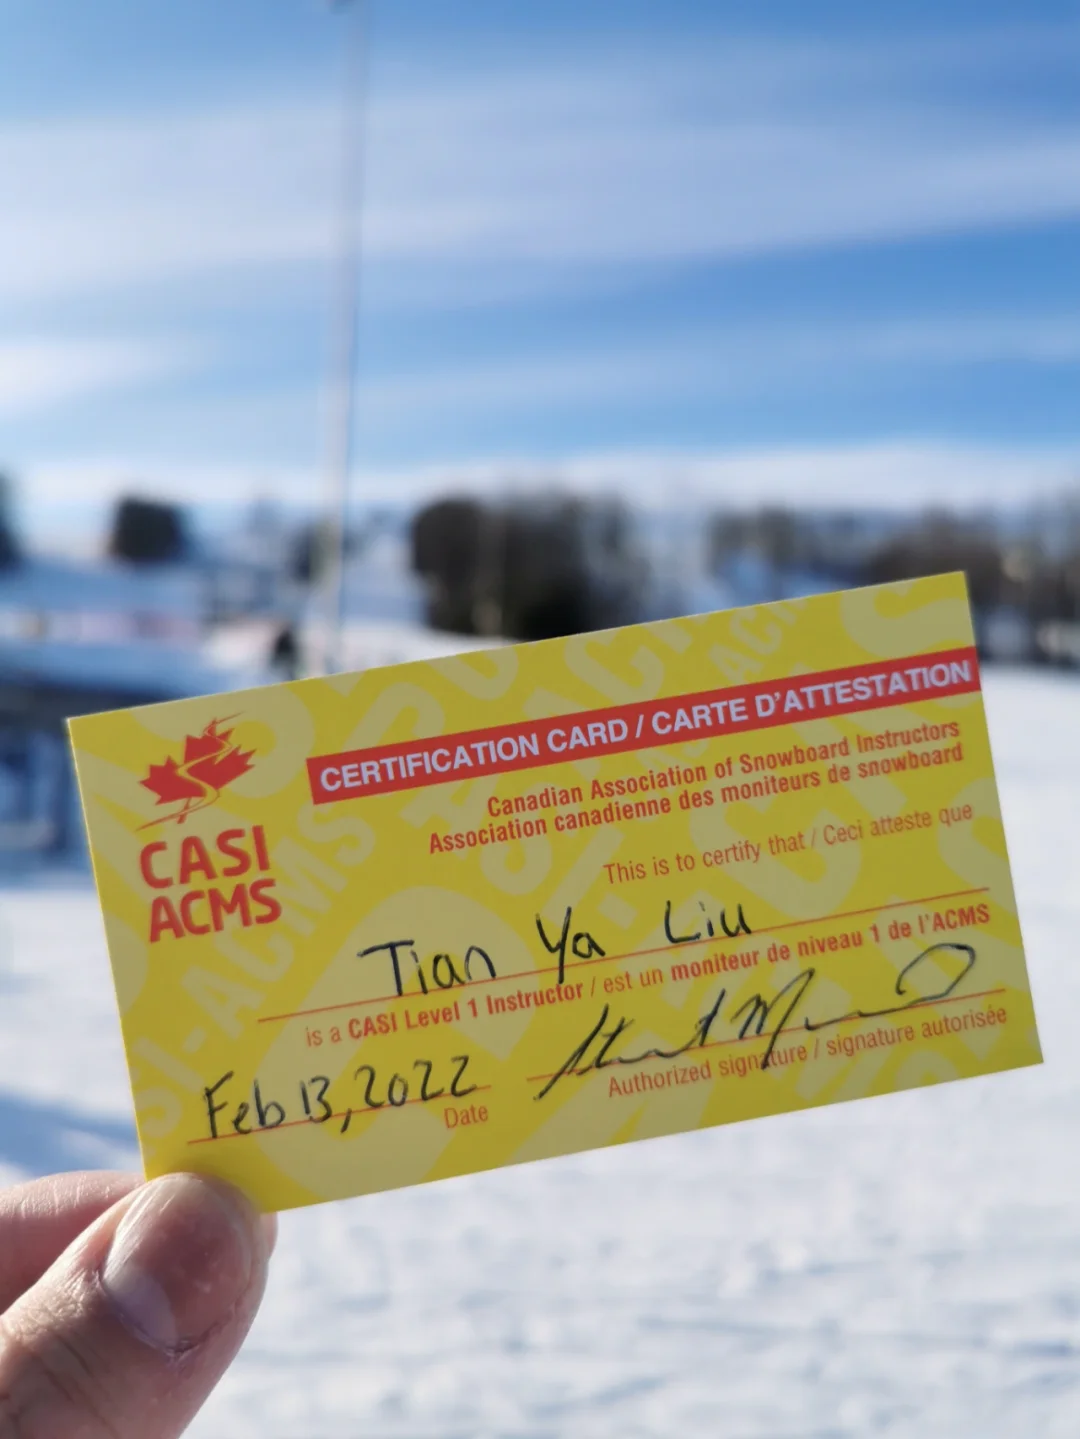 CERTIFICATION CARD / CARTE D'ATTESTATION
Canadian Association of Snowboard Instructors
Association canadienne des moniteurs de snowboard
CASI
ACMS
This is to certify that / Ceci atteste que
Tian Ya Liu
is a CASI Level 1 Instructor / est un moniteur de niveau 1 de l'ACMS
Feb 13, 2022
Date
Authorized signature / signature autorisée